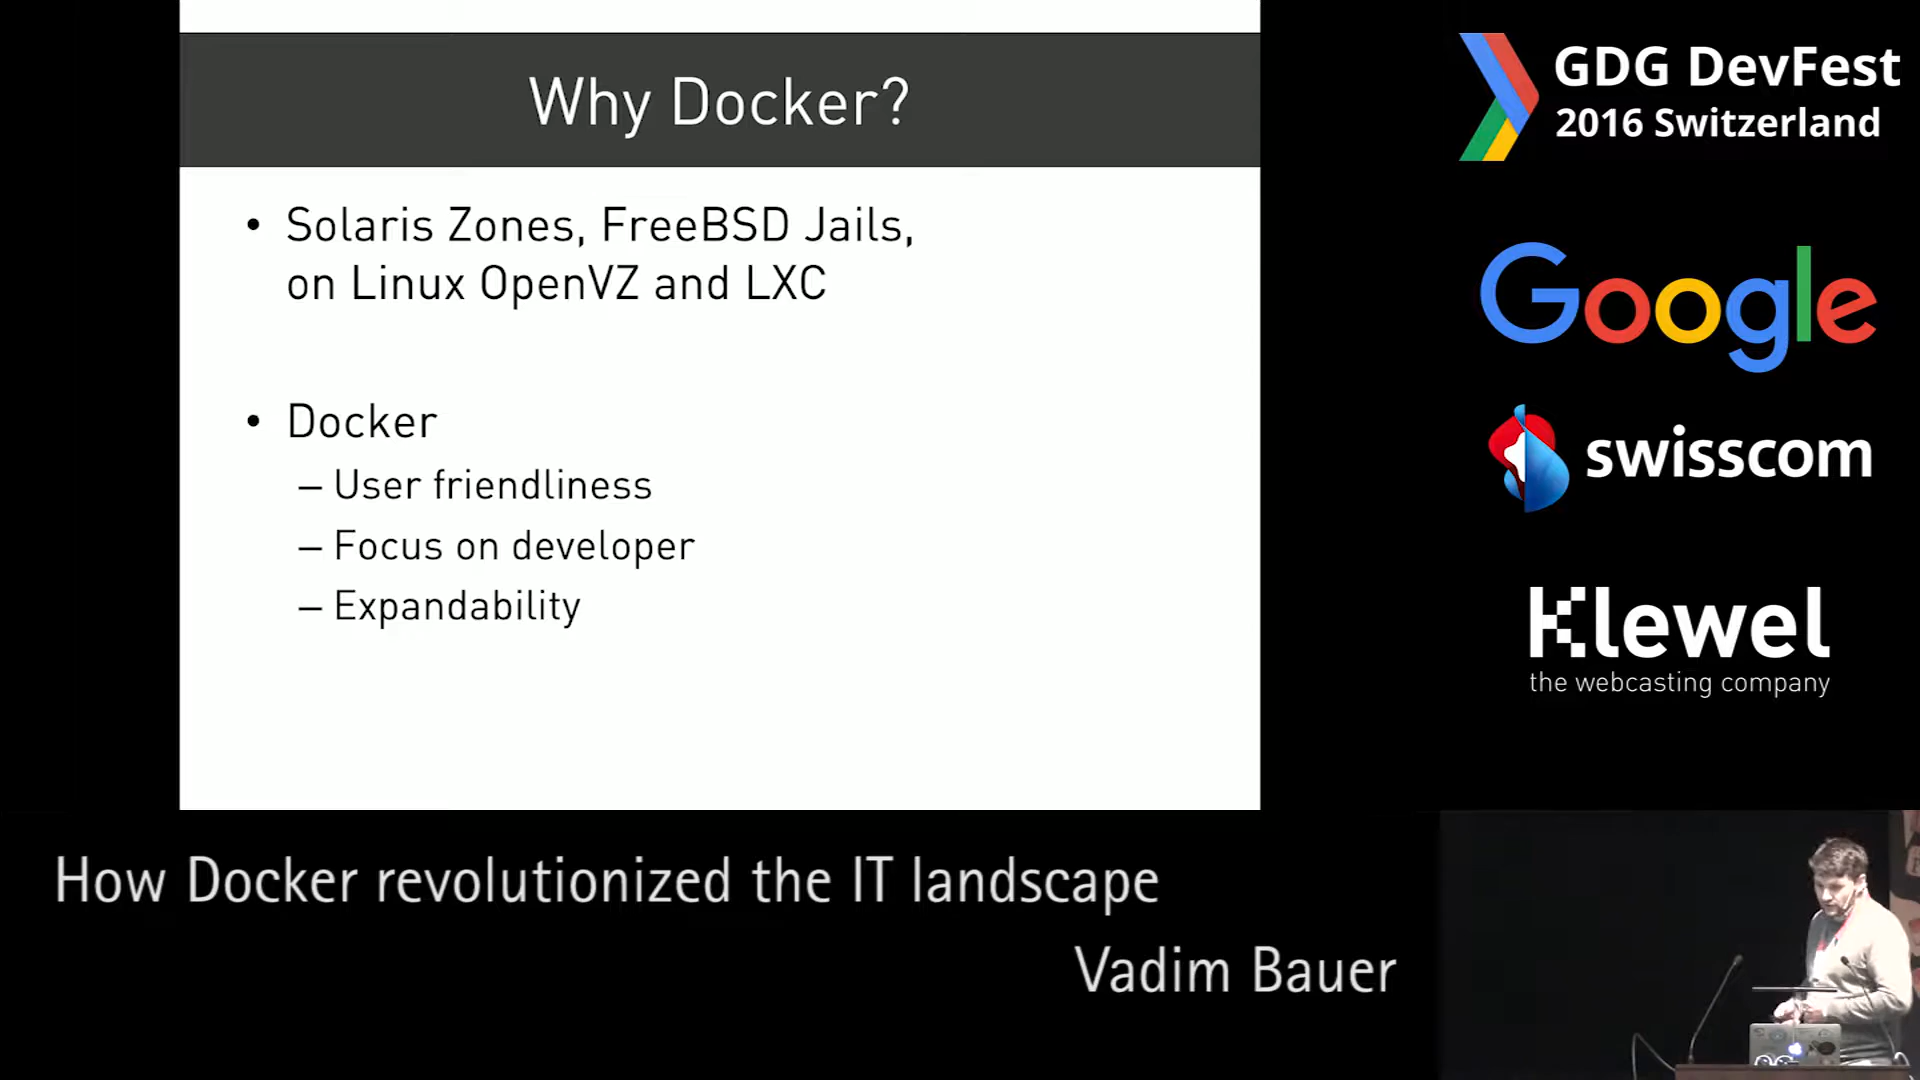 Why Docker?
• Solaris Zones, FreeBSD Jails,
on Linux OpenVZ and LXC
• Docker
– User friendliness
– Focus on developer
– Expandability
GDG DevFest
2016 Switzerland
Google
swisscom
Klewel
the webcasting company
How Docker revolutionized the IT landscape
Vadim Bauer